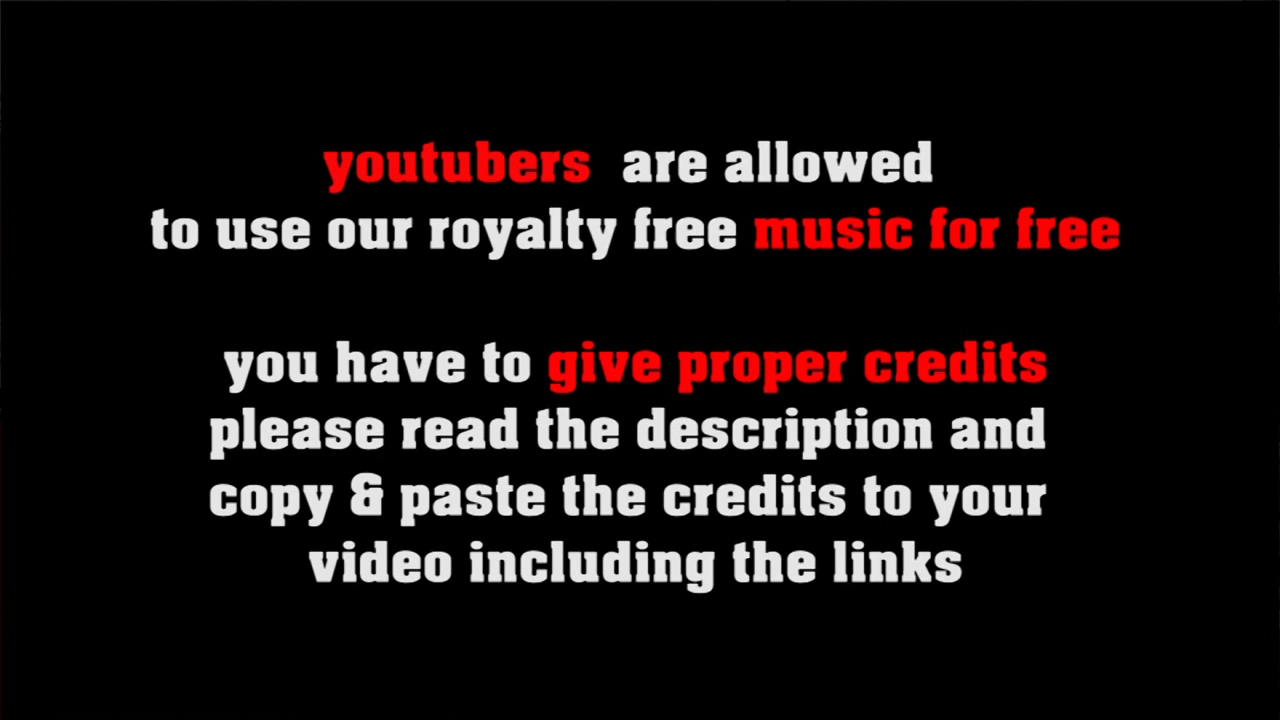 youtubers are allowed
to use our royalty free music for free
you have to give proper credits
please read the description and
copy & paste the credits to your
video including the links